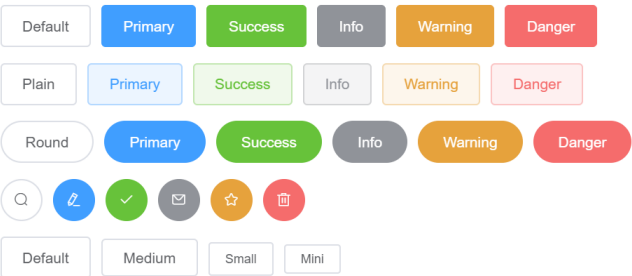 Default Primary Success Info Warning Danger
Plain Primary Success Info Warning Danger
Round Primary Success Info Warning Danger
Default Medium Small Mini